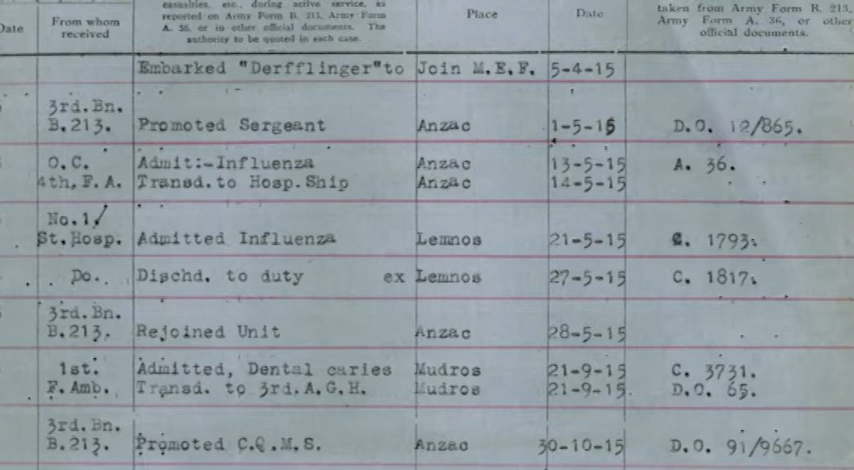 casualties, etc., during active service, as
Date From whom received reported on Army Form B. 213, Army Form A. 36, or in other official documents. The authority to be quoted in each case. Place Date taken from Army Form B. 213, Army Form A. 36, or other official documents.
Embarked "Derfflinger"to Join M.E.F. 5-4-15
3rd.Bn.
B.213. Promoted Sergeant Anzac 1-5-15 D.O. 12/865.
O.C. Admit:-Influenza Anzac 13-5-15 A. 36.
4th,F.A. Transd.to Hosp.Ship Anzac 14-5-15
No.1/
St.Hosp. Admitted Influenza Lemnos 21-5-15 C. 1793.
Do. Dischd. to duty ex Lemnos 27-5-15 C. 1817.
3rd.Bn.
B.213. Rejoined Unit Anzac 28-5-15
1st. Admitted, Dental caries Mudros 21-9-15 C. 3731.
F.Amb. Transd. to 3rd.A.G.H. Mudros 21-9-15. D.O. 65.
3rd.Bn.
B.213. Promoted C.Q.M.S. Anzac 30-10-15 D.O. 91/9667.